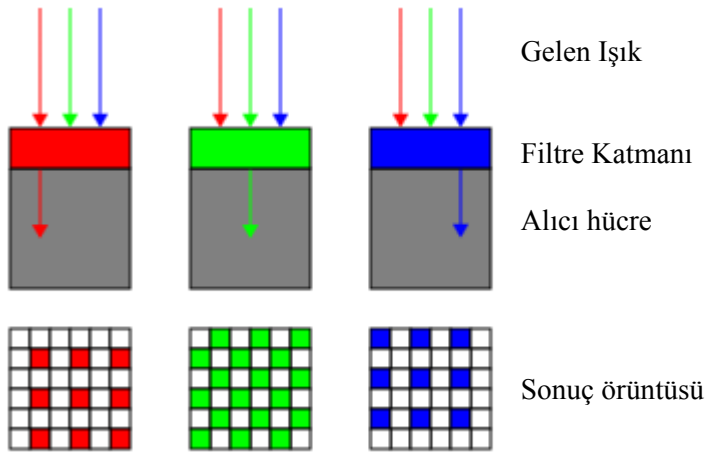 Gelen Işık
Filtre Katmanı
Alıcı hücre
Sonuç örüntüsü